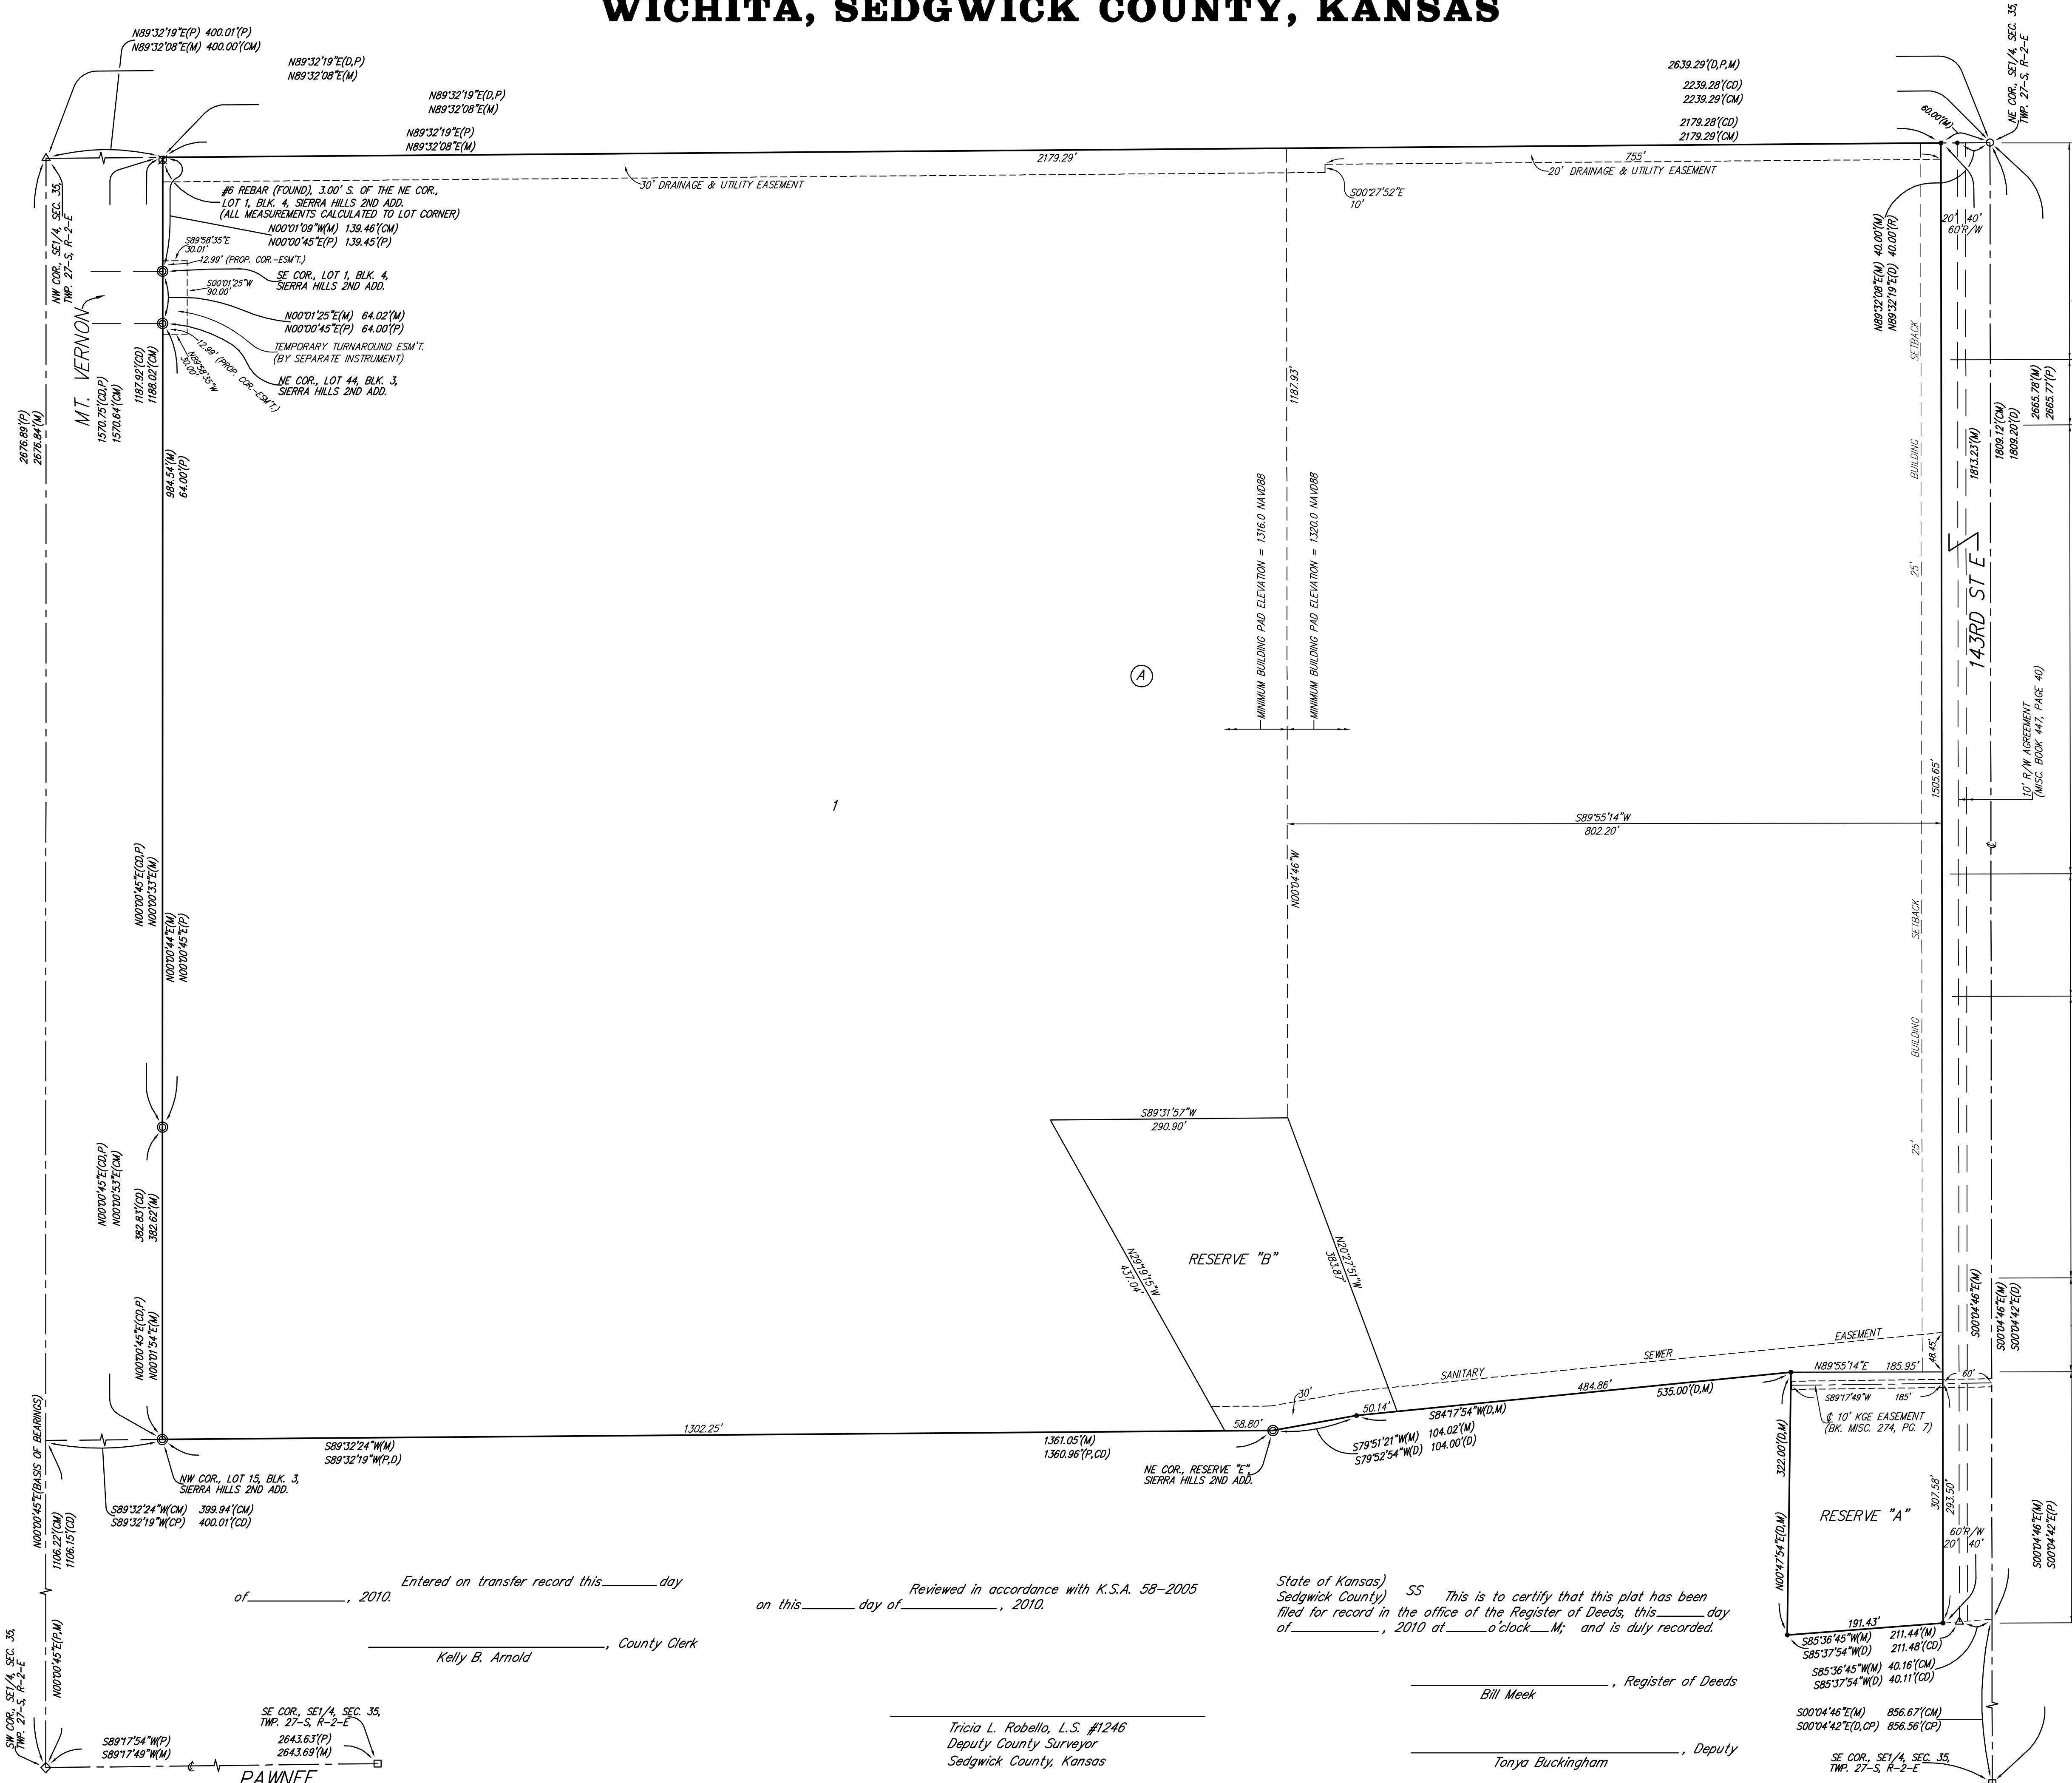 WICHITA, SEDGWICK COUNTY, KANSAS
N89°32'19"E(P) 400.01'(P)
N89°32'08"E(M) 400.00'(CM)
N89°32'19"E(D,P)
N89°32'08"E(M)
N89°32'19"E(D,P)
N89°32'08"E(M)
N89°32'19"E(P)
N89°32'08"E(M)
2639.29'(D,P,M)
2239.28'(CD)
2239.29'(CM)
2179.28'(CD)
2179.29'(CM)
60.00'(M)
NE COR., SE1/4, SEC. 35,
TWP. 27-S, R-2-E
2179.29'
755'
30' DRAINAGE & UTILITY EASEMENT
20' DRAINAGE & UTILITY EASEMENT
S00°27'52"E
10'
NW COR., SE1/4, SEC. 35,
TWP. 27-S, R-2-E
#6 REBAR (FOUND), 3.00' S. OF THE NE COR.,
LOT 1, BLK. 4, SIERRA HILLS 2ND ADD.
(ALL MEASUREMENTS CALCULATED TO LOT CORNER)
N00°01'09"W(M) 139.46'(CM)
N00°00'45"E(P) 139.45'(P)
S89°58'35"E
30.01'
12.99' (PROP. COR.-ESM'T.)
SE COR., LOT 1, BLK. 4,
SIERRA HILLS 2ND ADD.
S00°01'25"W
90.00'
N00°01'25"E(M) 64.02'(M)
N00°00'45"E(P) 64.00'(P)
TEMPORARY TURNAROUND ESM'T.
(BY SEPARATE INSTRUMENT)
12.99' (PROP. COR.-ESM'T.)
N89°58'35"W
30.00'
NE COR., LOT 44, BLK. 3,
SIERRA HILLS 2ND ADD.
MT. VERNON
2676.89'(P)
2676.84'(M)
1570.75'(CD,P)
1570.64'(CM)
1187.92'(CD)
1188.02'(CM)
984.54'(M)
64.00'(P)
20' 40'
60'R/W
N89°32'08"E(M) 40.00'(M)
N89°32'19"E(D) 40.00'(R)
SETBACK
BUILDING
25'
1187.93'
MINIMUM BUILDING PAD ELEVATION = 1316.0 NAVD88
MINIMUM BUILDING PAD ELEVATION = 1320.0 NAVD88
1813.23'(M)
1809.12'(CM)
1809.20'(D)
2665.78'(M)
2665.77'(P)
143RD ST E
10' R/W AGREEMENT
(MISC. BOOK 447, PAGE 40)
A
1
1505.65'
S89°55'14"W
802.20'
N00°04'46"W
℄
N00°00'45"E(CD,P)
N00°00'33"E(M)
N00°00'44"E(M)
N00°00'45"E(P)
SETBACK
BUILDING
25'
N00°00'45"E(CD,P)
N00°00'53"E(CM)
382.83'(CD)
382.62'(M)
N00°00'45"E(CD,P)
N00°01'54"E(M)
S89°31'57"W
290.90'
RESERVE "B"
N29°19'15"W
437.04'
N20°27'51"W
383.87'
S00°04'46"E(M)
S00°04'46"E(M)
S00°04'42"E(D)
SANITARY
SEWER
EASEMENT
30'
48.45'
N89°55'14"E 185.95'
60'
S89°17'49"W 185'
℄ 10' KGE EASEMENT
(BK. MISC. 274, PG. 7)
1302.25'
58.80'
50.14'
484.86'
535.00'(D,M)
S84°17'54"W(D,M)
S79°51'21"W(M) 104.02'(M)
S79°52'54"W(D) 104.00'(D)
S89°32'24"W(M)
S89°32'19"W(P,D)
1361.05'(M)
1360.96'(P,CD)
NE COR., RESERVE "E",
SIERRA HILLS 2ND ADD.
NW COR., LOT 15, BLK. 3,
SIERRA HILLS 2ND ADD.
S89°32'24"W(CM) 399.94'(CM)
S89°32'19"W(CP) 400.01'(CD)
N00°00'45"E(BASIS OF BEARINGS)
1106.22'(CM)
1106.15'(CD)
322.00'(D,M)
N00°47'54"E(D,M)
RESERVE "A"
307.58'
293.50'
60'R/W
20' 40'
S00°04'46"E(M)
S00°04'42"E(P)
191.43'
S85°36'45"W(M) 211.44'(M)
S85°37'54"W(D) 211.48'(CD)
S85°36'45"W(M) 40.16'(CM)
S85°37'54"W(D) 40.11'(CD)
S00°04'46"E(M) 856.67'(CM)
S00°04'42"E(D,CP) 856.56'(CP)
SE COR., SE1/4, SEC. 35,
TWP. 27-S, R-2-E
Entered on transfer record this day
of , 2010.
, County Clerk
Kelly B. Arnold
Reviewed in accordance with K.S.A. 58-2005
on this day of , 2010.
Tricia L. Robello, L.S. #1246
Deputy County Surveyor
Sedgwick County, Kansas
State of Kansas)
Sedgwick County) SS This is to certify that this plat has been
filed for record in the office of the Register of Deeds, this day
of , 2010 at o'clock M; and is duly recorded.
, Register of Deeds
Bill Meek
, Deputy
Tonya Buckingham
N00°00'45"E(P,M)
SW COR., SE1/4, SEC. 35,
TWP. 27-S, R-2-E
S89°17'54"W(P)
S89°17'49"W(M)
SE COR., SE1/4, SEC. 35,
TWP. 27-S, R-2-E
2643.63'(P)
2643.69'(M)
℄
PAWNEE